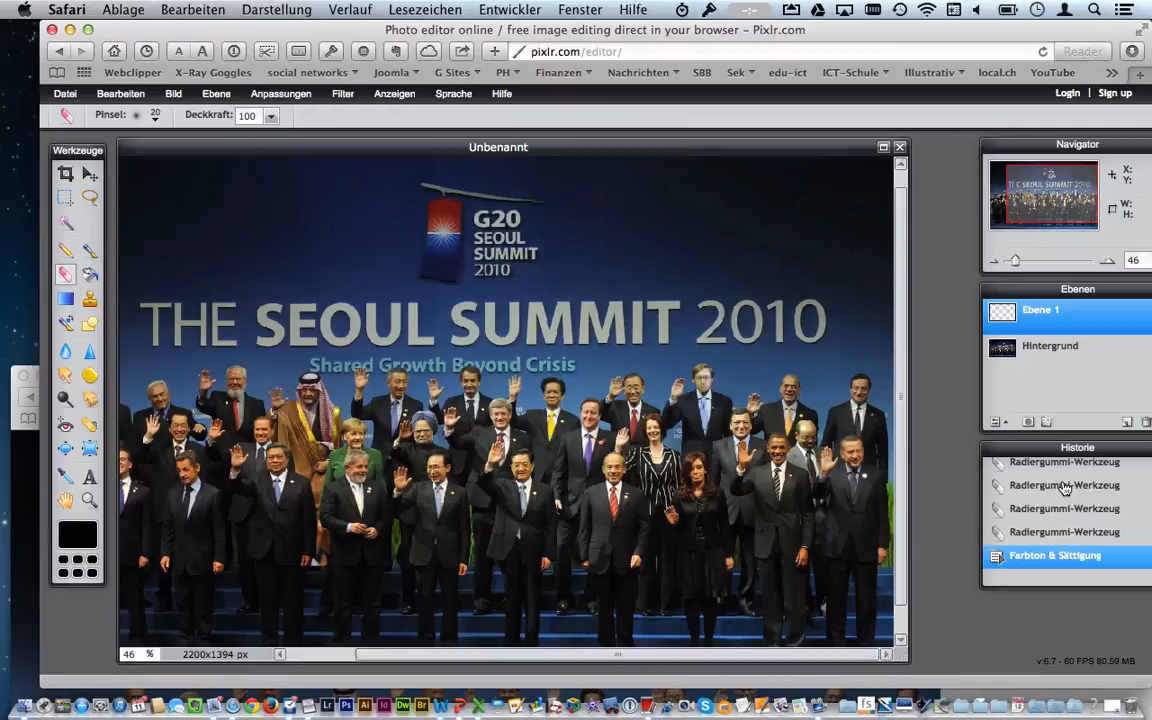 Safari Ablage Bearbeiten Darstellung Verlauf Lesezeichen Entwickler Fenster Hilfe
Photo editor online / free image editing direct in your browser - Pixlr.com
pixlr.com/editor/
Reader
Webclipper X-Ray Goggles social networks Joomla G Sites PH Finanzen Nachrichten SBB Sek edu-ict ICT-Schule Illustrativ local.ch YouTube
Datei Bearbeiten Bild Ebene Anpassungen Filter Anzeigen Sprache Hilfe
Login | Sign up
Pinsel: 20 Deckkraft: 100
Werkzeuge
Unbenannt
G20
SEOUL
SUMMIT
2010
THE SEOUL SUMMIT 2010
Shared Growth Beyond Crisis
46 % 2200x1394 px
Navigator
X:
Y:
W:
H:
46
Ebenen
Ebene 1
Hintergrund
Historie
Radiergummi-Werkzeug
Radiergummi-Werkzeug
Radiergummi-Werkzeug
Radiergummi-Werkzeug
Farbton & Sättigung
v:6.7 - 60 FPS 80.59 MB